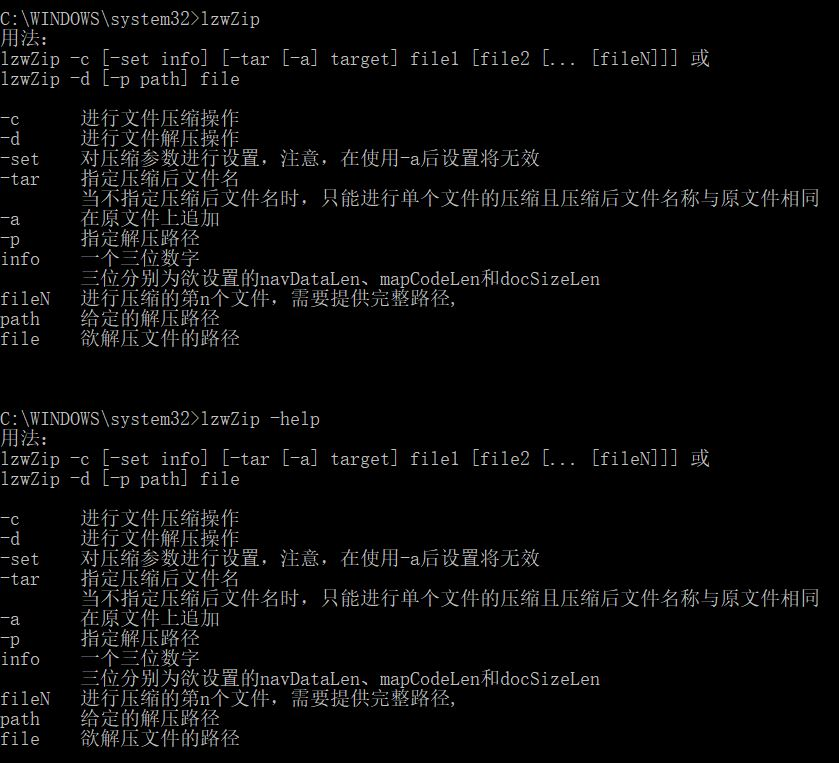 C:\WINDOWS\system32>lzwZip
用法：
lzwZip -c [-set info] [-tar [-a] target] file1 [file2 [... [fileN]]] 或
lzwZip -d [-p path] file
-c 进行文件压缩操作
-d 进行文件解压操作
-set 对压缩参数进行设置，注意，在使用-a后设置将无效
-tar 指定压缩后文件名
当不指定压缩后文件名时，只能进行单个文件的压缩且压缩后文件名称与原文件相同
-a 在原文件上追加
-p 指定解压路径
info 一个三位数字
三位分别为欲设置的navDataLen、mapCodeLen和docSizeLen
fileN 进行压缩的第n个文件，需要提供完整路径,
path 给定的解压路径
file 欲解压文件的路径
C:\WINDOWS\system32>lzwZip -help
用法：
lzwZip -c [-set info] [-tar [-a] target] file1 [file2 [... [fileN]]] 或
lzwZip -d [-p path] file
-c 进行文件压缩操作
-d 进行文件解压操作
-set 对压缩参数进行设置，注意，在使用-a后设置将无效
-tar 指定压缩后文件名
当不指定压缩后文件名时，只能进行单个文件的压缩且压缩后文件名称与原文件相同
-a 在原文件上追加
-p 指定解压路径
info 一个三位数字
三位分别为欲设置的navDataLen、mapCodeLen和docSizeLen
fileN 进行压缩的第n个文件，需要提供完整路径,
path 给定的解压路径
file 欲解压文件的路径